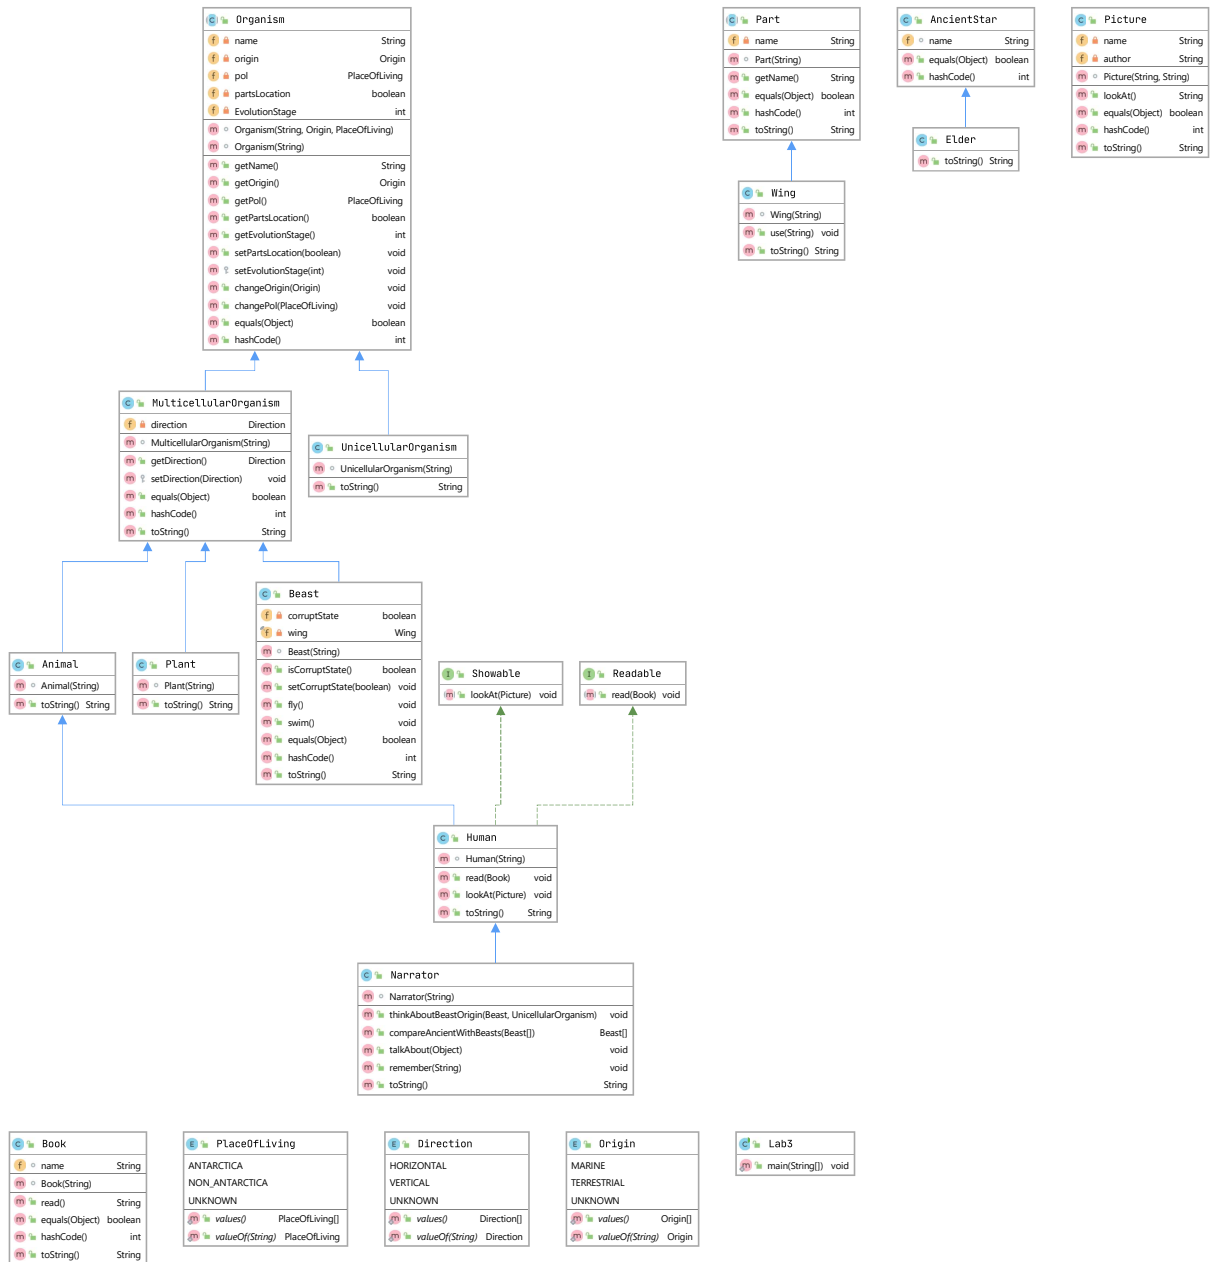 Organism
name String
origin Origin
pol PlaceOfLiving
partsLocation boolean
EvolutionStage int
Organism(String, Origin, PlaceOfLiving)
Organism(String)
getName() String
getOrigin() Origin
getPol() PlaceOfLiving
getPartsLocation() boolean
getEvolutionStage() int
setPartsLocation(boolean) void
setEvolutionStage(int) void
changeOrigin(Origin) void
changePol(PlaceOfLiving) void
equals(Object) boolean
hashCode() int
Part
name String
Part(String)
getName() String
equals(Object) boolean
hashCode() int
toString() String
AncientStar
name String
equals(Object) boolean
hashCode() int
Picture
name String
author String
Picture(String, String)
lookAt() String
equals(Object) boolean
hashCode() int
toString() String
Elder
toString() String
Wing
Wing(String)
use(String) void
toString() String
MulticellularOrganism
direction Direction
MulticellularOrganism(String)
getDirection() Direction
setDirection(Direction) void
equals(Object) boolean
hashCode() int
toString() String
UnicellularOrganism
UnicellularOrganism(String)
toString() String
Animal
Animal(String)
toString() String
Plant
Plant(String)
toString() String
Beast
corruptState boolean
wing Wing
Beast(String)
isCorruptState() boolean
setCorruptState(boolean) void
fly() void
swim() void
equals(Object) boolean
hashCode() int
toString() String
Showable
lookAt(Picture) void
Readable
read(Book) void
Human
Human(String)
read(Book) void
lookAt(Picture) void
toString() String
Narrator
Narrator(String)
thinkAboutBeastOrigin(Beast, UnicellularOrganism) void
compareAncientWithBeasts(Beast[]) Beast[]
talkAbout(Object) void
remember(String) void
toString() String
Book
name String
Book(String)
read() String
equals(Object) boolean
hashCode() int
toString() String
PlaceOfLiving
ANTARCTICA
NON_ANTARCTICA
UNKNOWN
values() PlaceOfLiving[]
valueOf(String) PlaceOfLiving
Direction
HORIZONTAL
VERTICAL
UNKNOWN
values() Direction[]
valueOf(String) Direction
Origin
MARINE
TERRESTRIAL
UNKNOWN
values() Origin[]
valueOf(String) Origin
Lab3
main(String[]) void